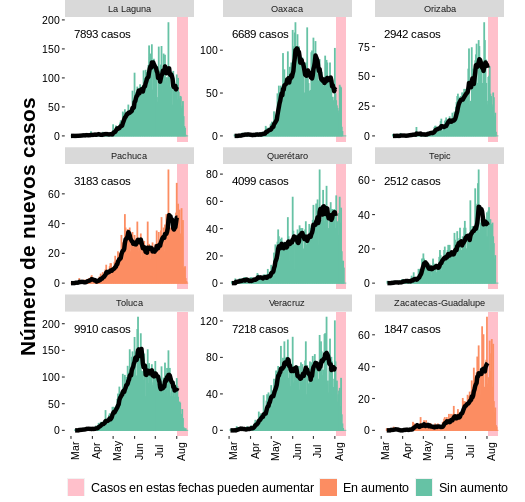 La Laguna
Oaxaca
Orizaba
200
150
100
50
0
7893 casos
100
50
0
6689 casos
75
50
25
0
2942 casos
Pachuca
Querétaro
Tepic
60
40
20
0
3183 casos
80
60
40
20
0
4099 casos
60
40
20
0
2512 casos
Toluca
Veracruz
Zacatecas-Guadalupe
200
150
100
50
0
9910 casos
120
80
40
0
7218 casos
60
40
20
0
1847 casos
Número de nuevos casos
Mar
Apr
May
Jun
Jul
Aug
Mar
Apr
May
Jun
Jul
Aug
Mar
Apr
May
Jun
Jul
Aug
Casos en estas fechas pueden aumentar
En aumento
Sin aumento